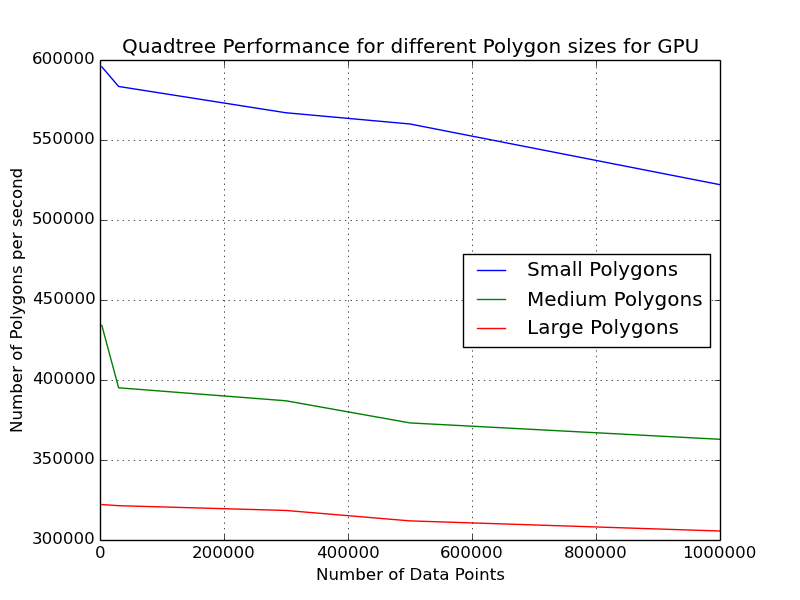 Quadtree Performance for different Polygon sizes for GPU
600000
550000
500000
450000
400000
350000
300000
Number of Polygons per second
Small Polygons
Medium Polygons
Large Polygons
0
200000
400000
600000
800000
1000000
Number of Data Points